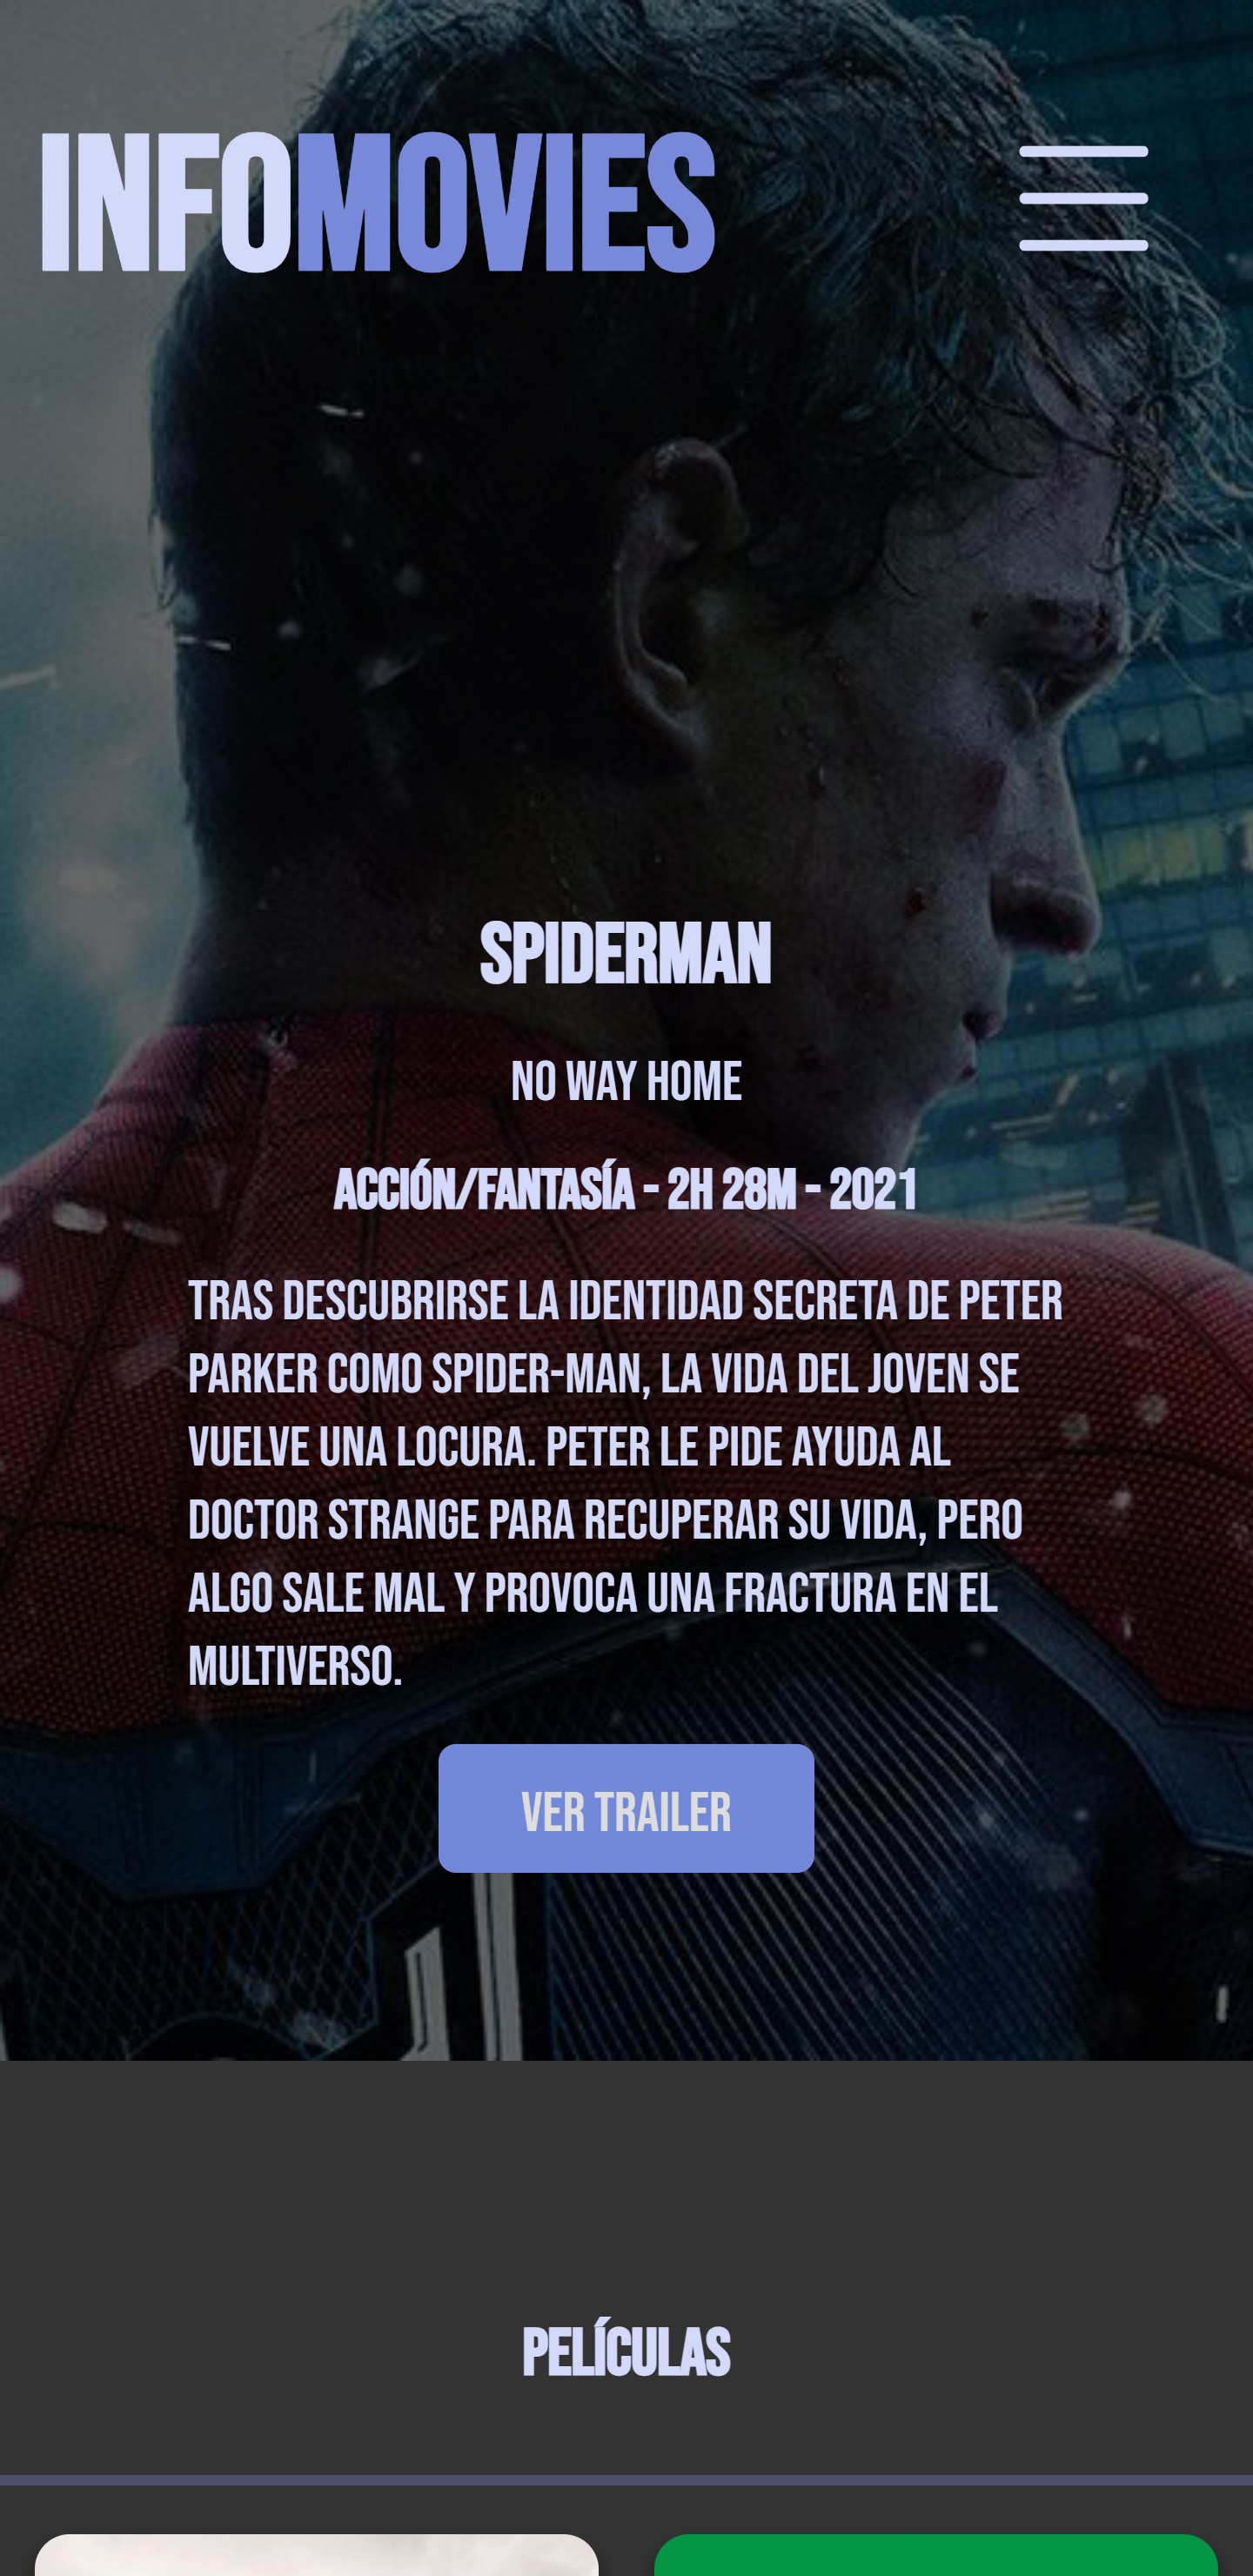 INFOMOVIES
SPIDERMAN
NO WAY HOME
ACCIÓN/FANTASÍA - 2H 28M - 2021
TRAS DESCUBRIRSE LA IDENTIDAD SECRETA DE PETER
PARKER COMO SPIDER-MAN, LA VIDA DEL JOVEN SE
VUELVE UNA LOCURA. PETER LE PIDE AYUDA AL
DOCTOR STRANGE PARA RECUPERAR SU VIDA, PERO
ALGO SALE MAL Y PROVOCA UNA FRACTURA EN EL
MULTIVERSO.
VER TRAILER
PELÍCULAS